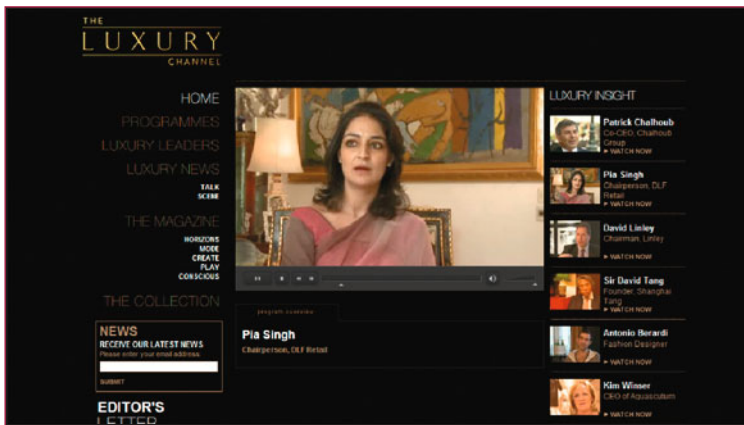 THE
LUXURY
CHANNEL
HOME
PROGRAMMES
LUXURY LEADERS
LUXURY NEWS
TALK
SCENE
THE MAGAZINE
HORIZONS
MODE
CREATE
PLAY
CONSCIOUS
THE COLLECTION
NEWS
RECEIVE OUR LATEST NEWS
Please enter your email address:
SUBMIT
EDITOR'S
LETTER
program overview
Pia Singh
Chairperson, DLF Retail
LUXURY INSIGHT
Patrick Chalhoub
Co-CEO, Chalhoub
Group
WATCH NOW
Pia Singh
Chairperson, DLF
Retail
WATCH NOW
David Linley
Chairman, Linley
WATCH NOW
Sir David Tang
Founder, Shanghai
Tang
WATCH NOW
Antonio Berardi
Fashion Designer
WATCH NOW
Kim Winser
CEO of Aquascutum
WATCH NOW